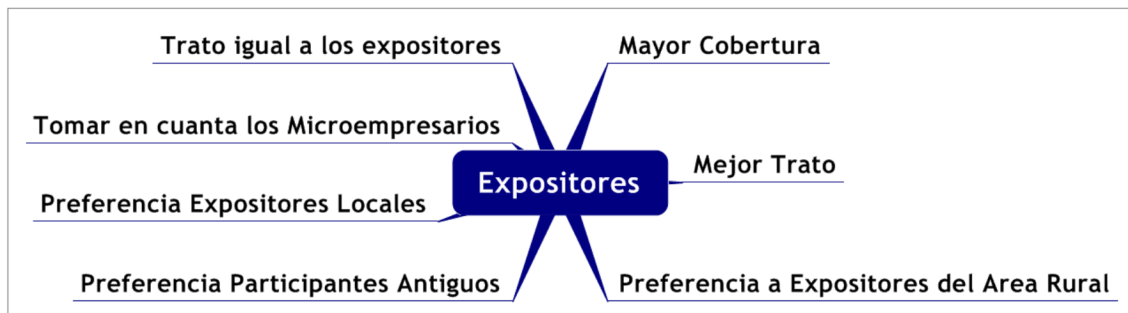 Trato igual a los expositores
Mayor Cobertura
Tomar en cuanta los Microempresarios
Mejor Trato
Expositores
Preferencia Expositores Locales
Preferencia Participantes Antiguos
Preferencia a Expositores del Area Rural